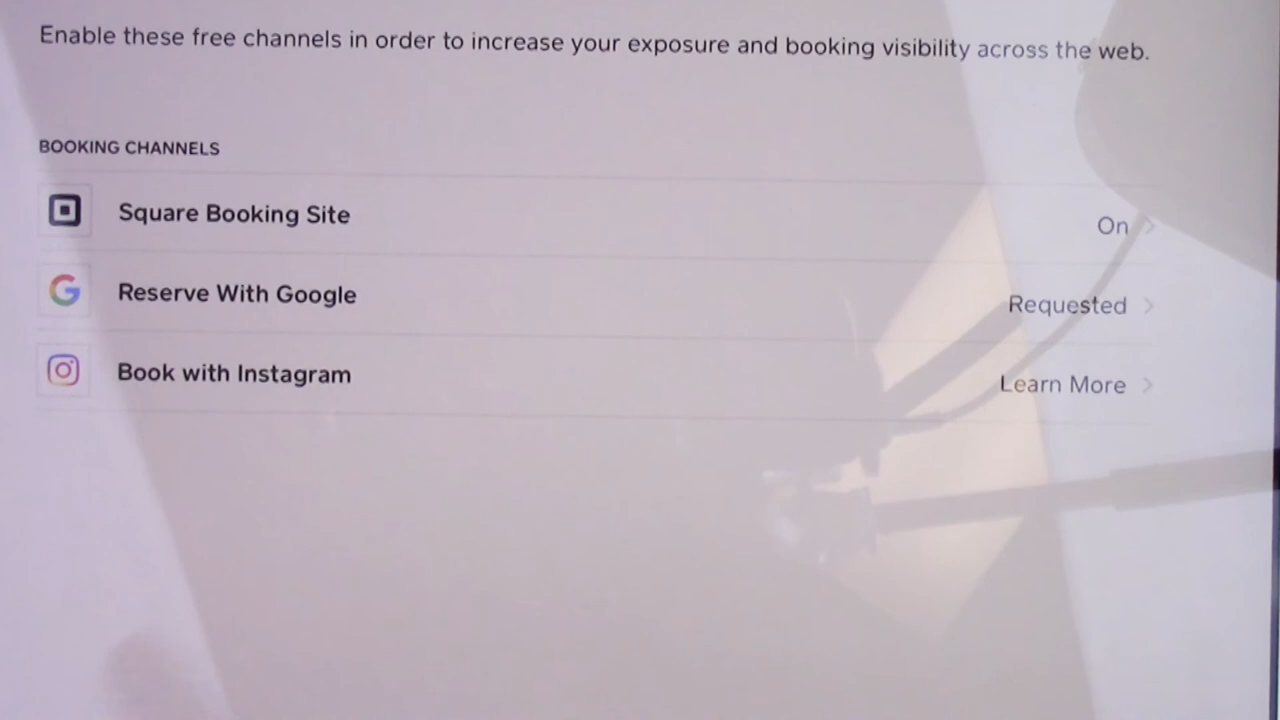 Enable these free channels in order to increase your exposure and booking visibility across the web.
BOOKING CHANNELS
Square Booking Site
On
Reserve With Google
Requested
Book with Instagram
Learn More